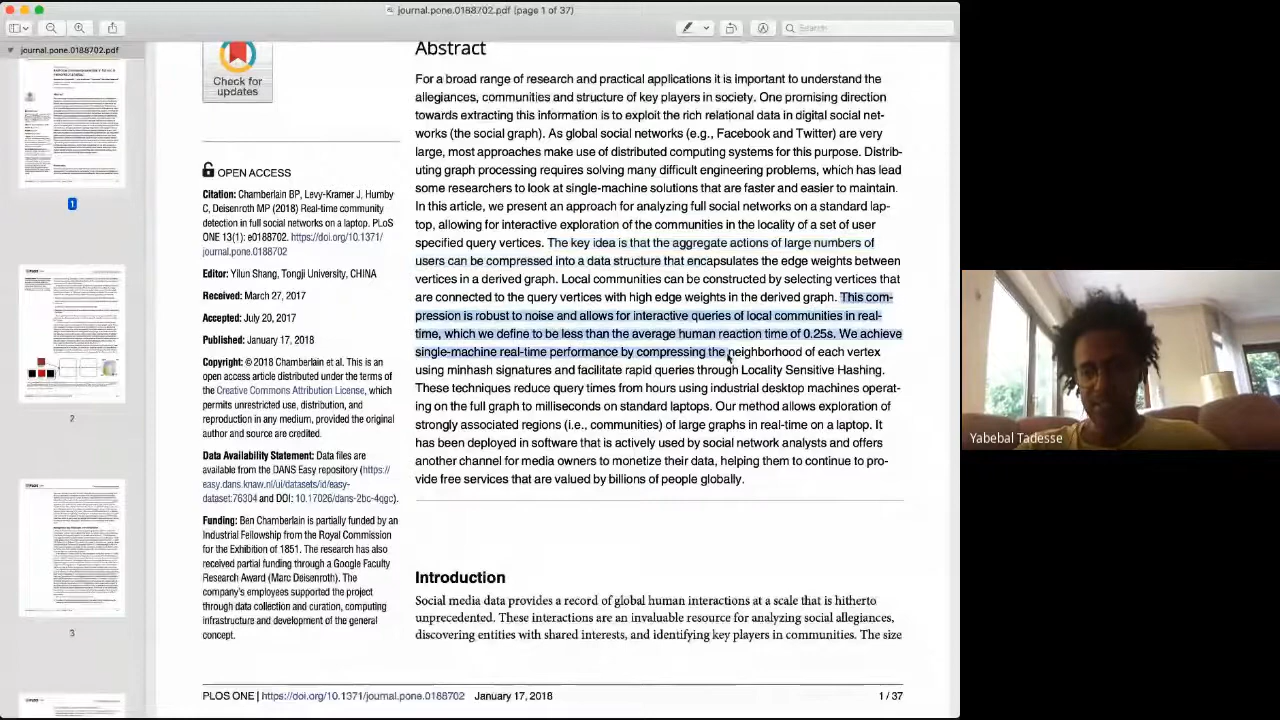 journal.pone.0188702.pdf (page 1 of 37)
Search
journal.pone.0188702.pdf
1
2
3
Check for
updates
OPEN ACCESS
Citation: Chamberlain BP, Levy-Kramer J, Humby
C, Deisenroth MP (2018) Real-time community
detection in full social networks on a laptop. PLoS
ONE 13(1): e0188702. https://doi.org/10.1371/
journal.pone.0188702
Editor: Yilun Shang, Tongji University, CHINA
Received: March 27, 2017
Accepted: July 20, 2017
Published: January 17, 2018
Copyright: © 2018 Chamberlain et al. This is an
open access article distributed under the terms of
the Creative Commons Attribution License, which
permits unrestricted use, distribution, and
reproduction in any medium, provided the original
author and source are credited.
Data Availability Statement: Data files are
available from the DANS Easy repository (https://
easy.dans.knaw.nl/ui/datasets/id/easy-
dataset:76304 and DOI: 10.17026/dans-2bc-4qgc).
Funding: Ben Chamberlain is partially funded by an
Industrial Fellowship from the Royal Commission
for the Exhibition of 1851. The research has also
received partial funding through a Google Faculty
Research Award (Marc Deisenroth). The
company's employees supported the project
through data collection and curation, computing
infrastructure and development of the general
concept.
Abstract
For a broad range of research and practical applications it is important to understand the
allegiances, communities and structure of key players in society. One promising direction
towards extracting this information is to exploit the rich relational data in digital social net-
works (the social graph). As global social networks (e.g., Facebook and Twitter) are very
large, most approaches make use of distributed computing systems for this purpose. Distrib-
uting graph processing requires solving many difficult engineering problems, which has lead
some researchers to look at single-machine solutions that are faster and easier to maintain.
In this article, we present an approach for analyzing full social networks on a standard lap-
top, allowing for interactive exploration of the communities in the locality of a set of user
specified query vertices. The key idea is that the aggregate actions of large numbers of
users can be compressed into a data structure that encapsulates the edge weights between
vertices in a derived graph. Local communities can be constructed by selecting vertices that
are connected to the query vertices with high edge weights in the derived graph. This com-
pression is robust to noise and allows for interactive queries of local communities in real-
time, which we define to be less than the average human reaction time of 0.25s. We achieve
single-machine real-time performance by compressing the neighborhood of each vertex
using minhash signatures and facilitate rapid queries through Locality Sensitive Hashing.
These techniques reduce query times from hours using industrial desktop machines operat-
ing on the full graph to milliseconds on standard laptops. Our method allows exploration of
strongly associated regions (i.e., communities) of large graphs in real-time on a laptop. It
has been deployed in software that is actively used by social network analysts and offers
another channel for media owners to monetize their data, helping them to continue to pro-
vide free services that are valued by billions of people globally.
Introduction
Social media data provides a record of global human interactions at a scale that is hitherto
unprecedented. These interactions are an invaluable resource for analyzing social allegiances,
discovering entities with shared interests, and identifying key players in communities. The size
PLOS ONE | https://doi.org/10.1371/journal.pone.0188702 January 17, 2018
1 / 37
Yabebal Tadesse